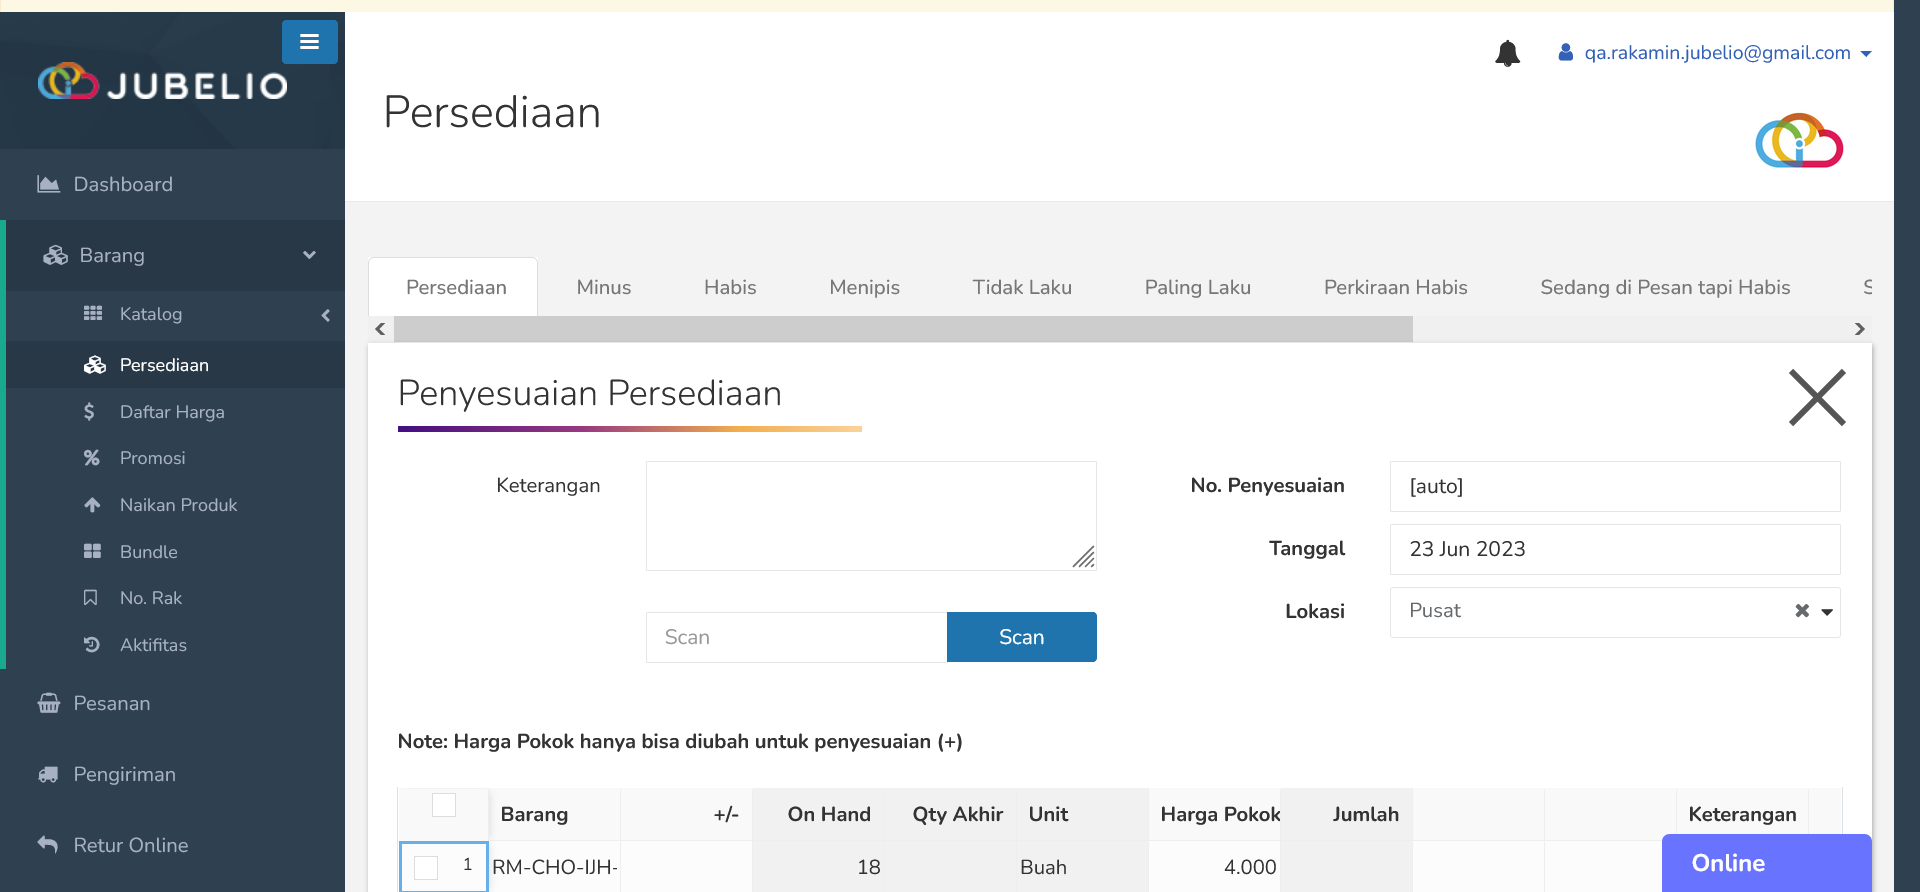 JUBELIO
qa.rakamin.jubelio@gmail.com
Persediaan
Dashboard
Barang
Katalog
Persediaan
Daftar Harga
Promosi
Naikan Produk
Bundle
No. Rak
Aktifitas
Pesanan
Pengiriman
Retur Online
Persediaan Minus Habis Menipis Tidak Laku Paling Laku Perkiraan Habis Sedang di Pesan tapi Habis S
Penyesuaian Persediaan
Keterangan
No. Penyesuaian [auto]
Tanggal 23 Jun 2023
Lokasi Pusat
Scan Scan
Note: Harga Pokok hanya bisa diubah untuk penyesuaian (+)
Barang +/- On Hand Qty Akhir Unit Harga Pokok Jumlah Keterangan
1 RM-CHO-IJH- 18 Buah 4.000
Online